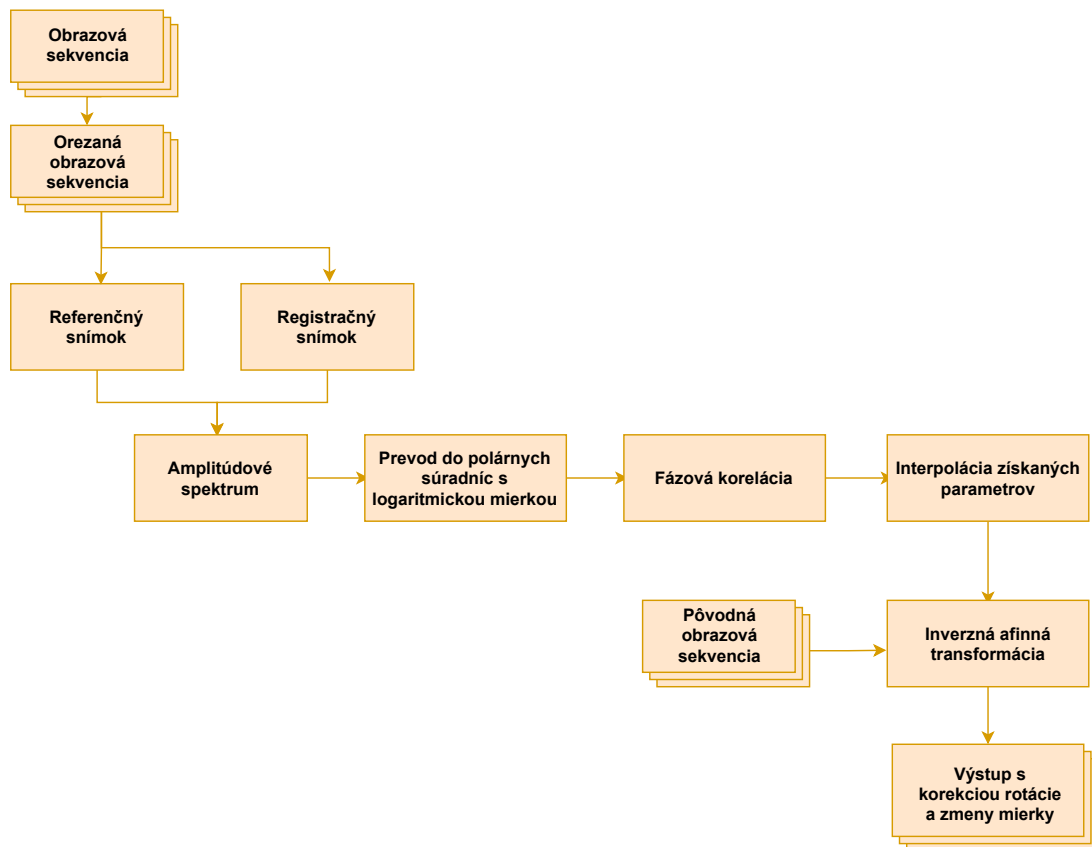 Obrazová
sekvencia
Orezaná
obrazová
sekvencia
Referenčný
snímok
Registračný
snímok
Amplitúdové
spektrum
Prevod do polárnych
súradníc s
logaritmickou mierkou
Fázová korelácia
Interpolácia získaných
parametrov
Pôvodná
obrazová
sekvencia
Inverzná afinná
transformácia
Výstup s
korekciou rotácie
a zmeny mierky